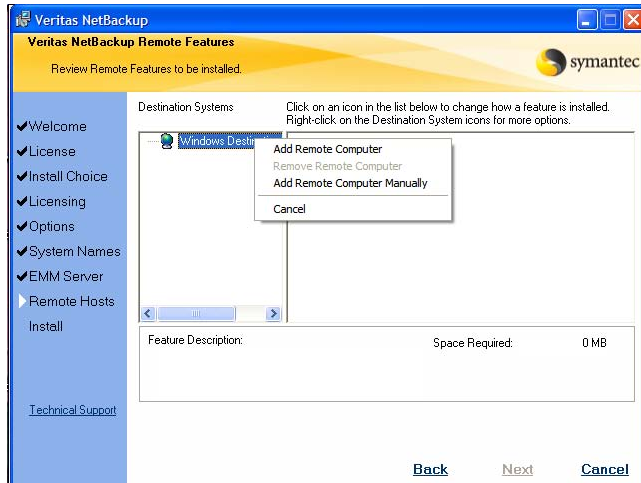 Veritas NetBackup
Veritas NetBackup Remote Features
Review Remote Features to be installed.
symantec
Destination Systems
Click on an icon in the list below to change how a feature is installed.
Right-click on the Destination System icons for more options.
Welcome
License
Install Choice
Licensing
Options
System Names
EMM Server
Remote Hosts
Install
Technical Support
Windows Destin
Add Remote Computer
Remove Remote Computer
Add Remote Computer Manually
Cancel
Feature Description:
Space Required: 0 MB
Back Next Cancel